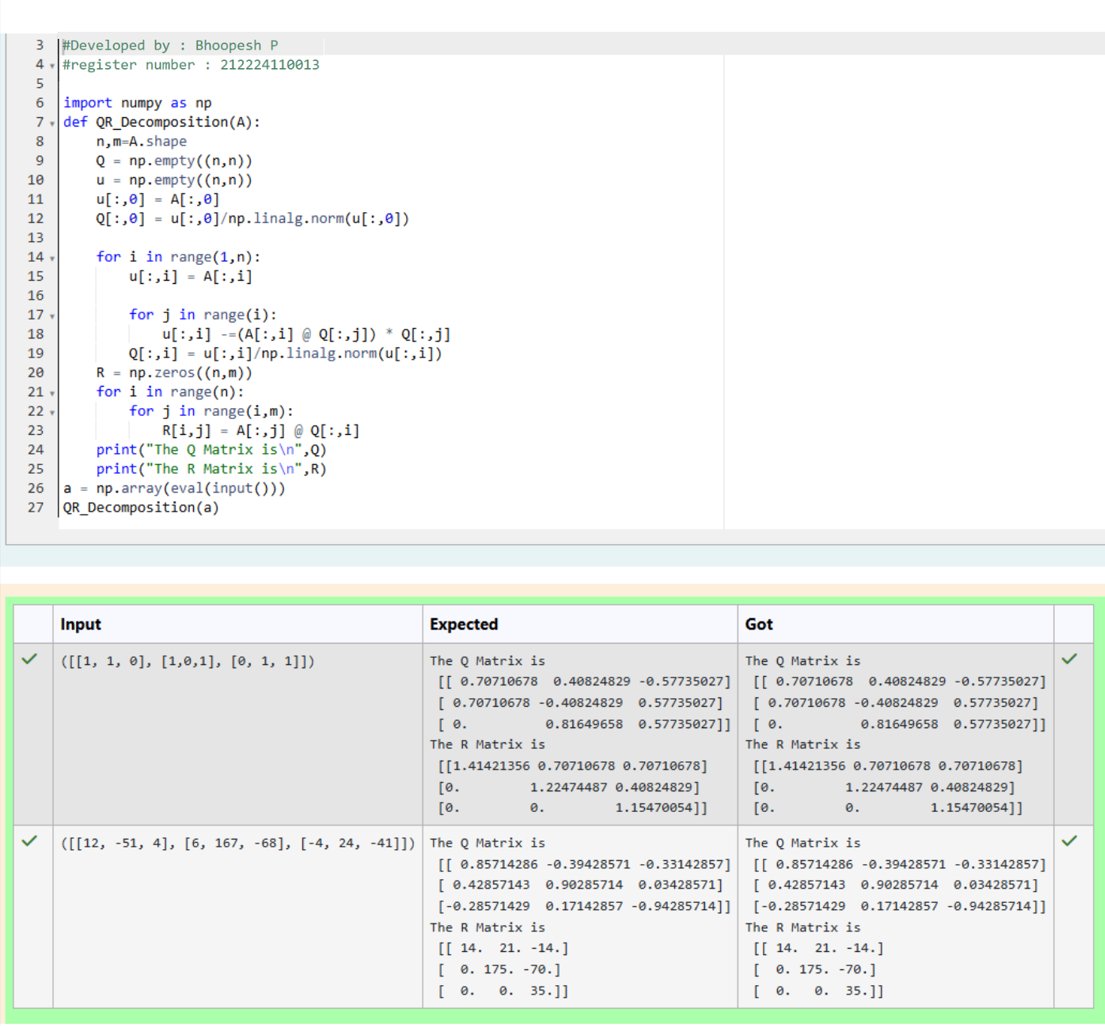 3 #Developed by : Bhoopesh P
4 #register number : 212224110013
5
6 import numpy as np
7 def QR_Decomposition(A):
8     n,m=A.shape
9     Q = np.empty((n,n))
10     u = np.empty((n,n))
11     u[:,0] = A[:,0]
12     Q[:,0] = u[:,0]/np.linalg.norm(u[:,0])
13
14     for i in range(1,n):
15         u[:,i] = A[:,i]
16
17         for j in range(i):
18             u[:,i] -=(A[:,i] @ Q[:,j]) * Q[:,j]
19         Q[:,i] = u[:,i]/np.linalg.norm(u[:,i])
20     R = np.zeros((n,m))
21     for i in range(n):
22         for j in range(i,m):
23             R[i,j] = A[:,j] @ Q[:,i]
24     print("The Q Matrix is\n",Q)
25     print("The R Matrix is\n",R)
26 a = np.array(eval(input()))
27 QR_Decomposition(a)
Input Expected Got
([[1, 1, 0], [1,0,1], [0, 1, 1]]) The Q Matrix is The Q Matrix is
[[ 0.70710678  0.40824829 -0.57735027] [[ 0.70710678  0.40824829 -0.57735027]
[ 0.70710678 -0.40824829  0.57735027] [ 0.70710678 -0.40824829  0.57735027]
[ 0.          0.81649658  0.57735027]] [ 0.          0.81649658  0.57735027]]
The R Matrix is The R Matrix is
[[1.41421356 0.70710678 0.70710678] [[1.41421356 0.70710678 0.70710678]
[0.         1.22474487 0.40824829] [0.         1.22474487 0.40824829]
[0.         0.         1.15470054]] [0.         0.         1.15470054]]
([[12, -51, 4], [6, 167, -68], [-4, 24, -41]]) The Q Matrix is The Q Matrix is
[[ 0.85714286 -0.39428571 -0.33142857] [[ 0.85714286 -0.39428571 -0.33142857]
[ 0.42857143  0.90285714  0.03428571] [ 0.42857143  0.90285714  0.03428571]
[-0.28571429  0.17142857 -0.94285714]] [-0.28571429  0.17142857 -0.94285714]]
The R Matrix is The R Matrix is
[[ 14.  21. -14.] [[ 14.  21. -14.]
[  0. 175. -70.] [  0. 175. -70.]
[  0.   0.  35.]] [  0.   0.  35.]]